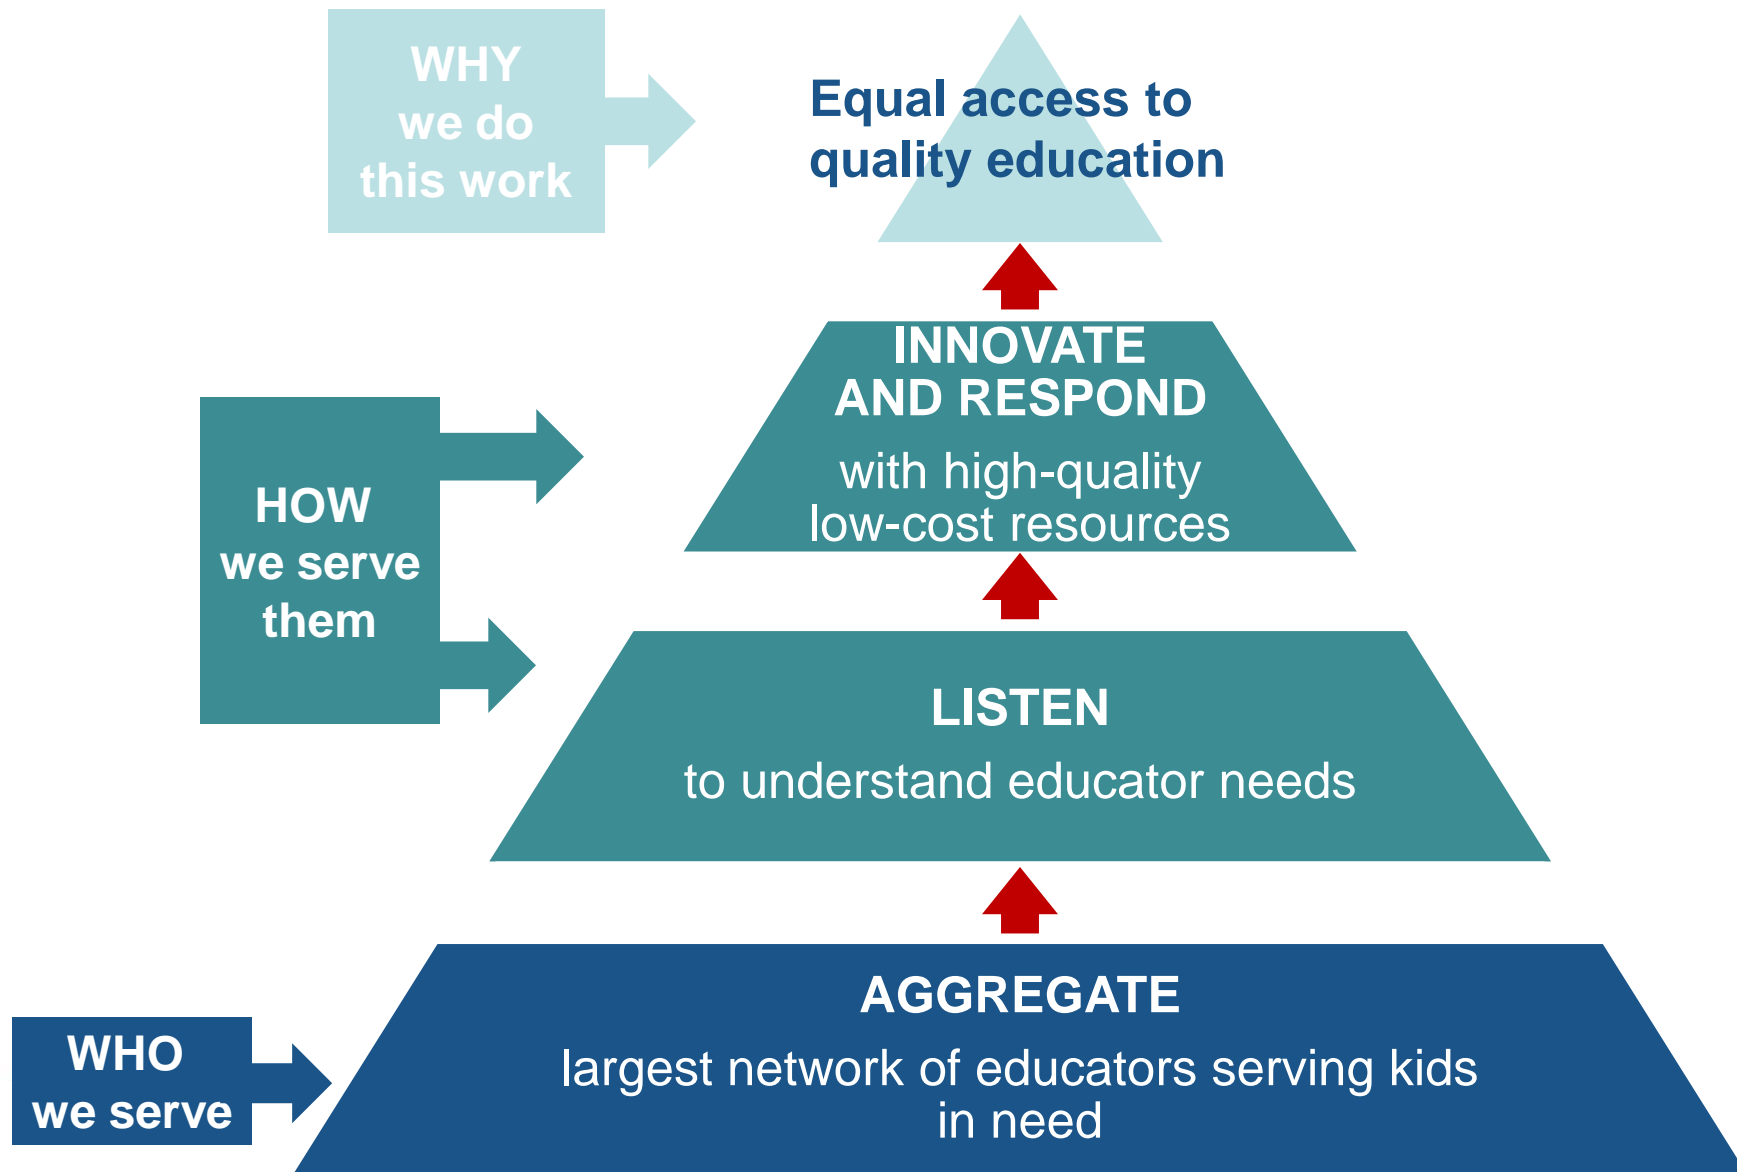 WHY
we do
this work
Equal access to
quality education
INNOVATE
AND RESPOND
with high-quality
low-cost resources
HOW
we serve
them
LISTEN
to understand educator needs
AGGREGATE
largest network of educators serving kids
in need
WHO
we serve